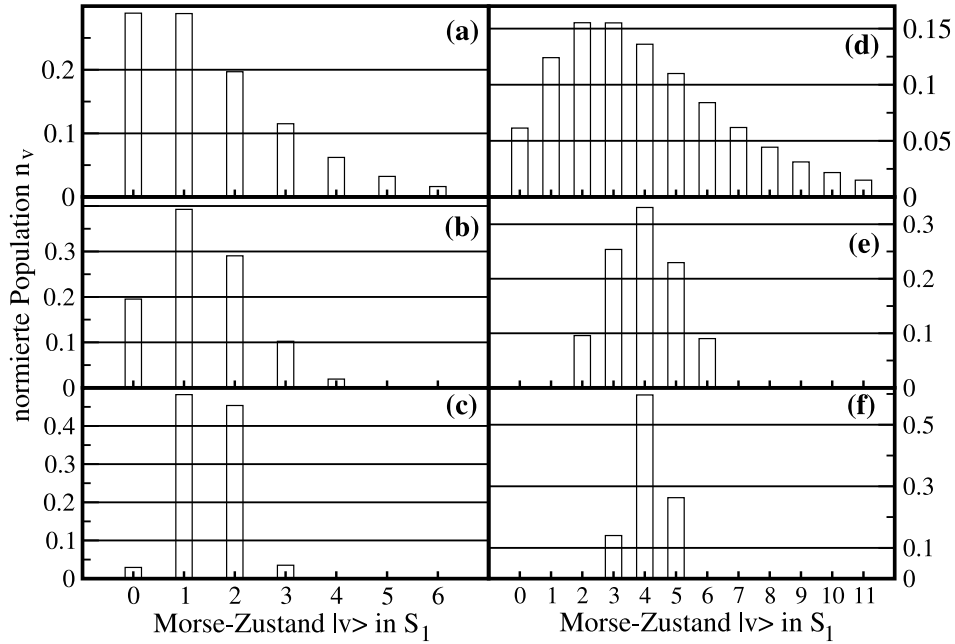 normierte Population n_v
(a)
0.2
0.1
0
(b)
0.3
0.2
0.1
0
(c)
0.4
0.3
0.2
0.1
0
0 1 2 3 4 5 6
Morse-Zustand |v> in S_1
(d)
0.15
0.1
0.05
0
(e)
0.3
0.2
0.1
0
(f)
0.5
0.3
0.1
0
0 1 2 3 4 5 6 7 8 9 10 11
Morse-Zustand |v> in S_1